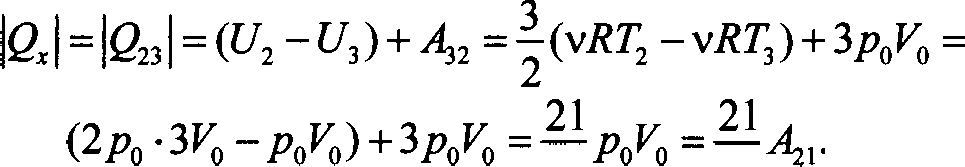 |Qₓ| = |Q₂₃| = (U₂ − U₃) + A₃₂ = 3/2 (νRT₂ − νRT₃) + 3p₀V₀ =
(2p₀·3V₀ − p₀V₀) + 3p₀V₀ = 21/ p₀V₀ = 21/ A₂₁.